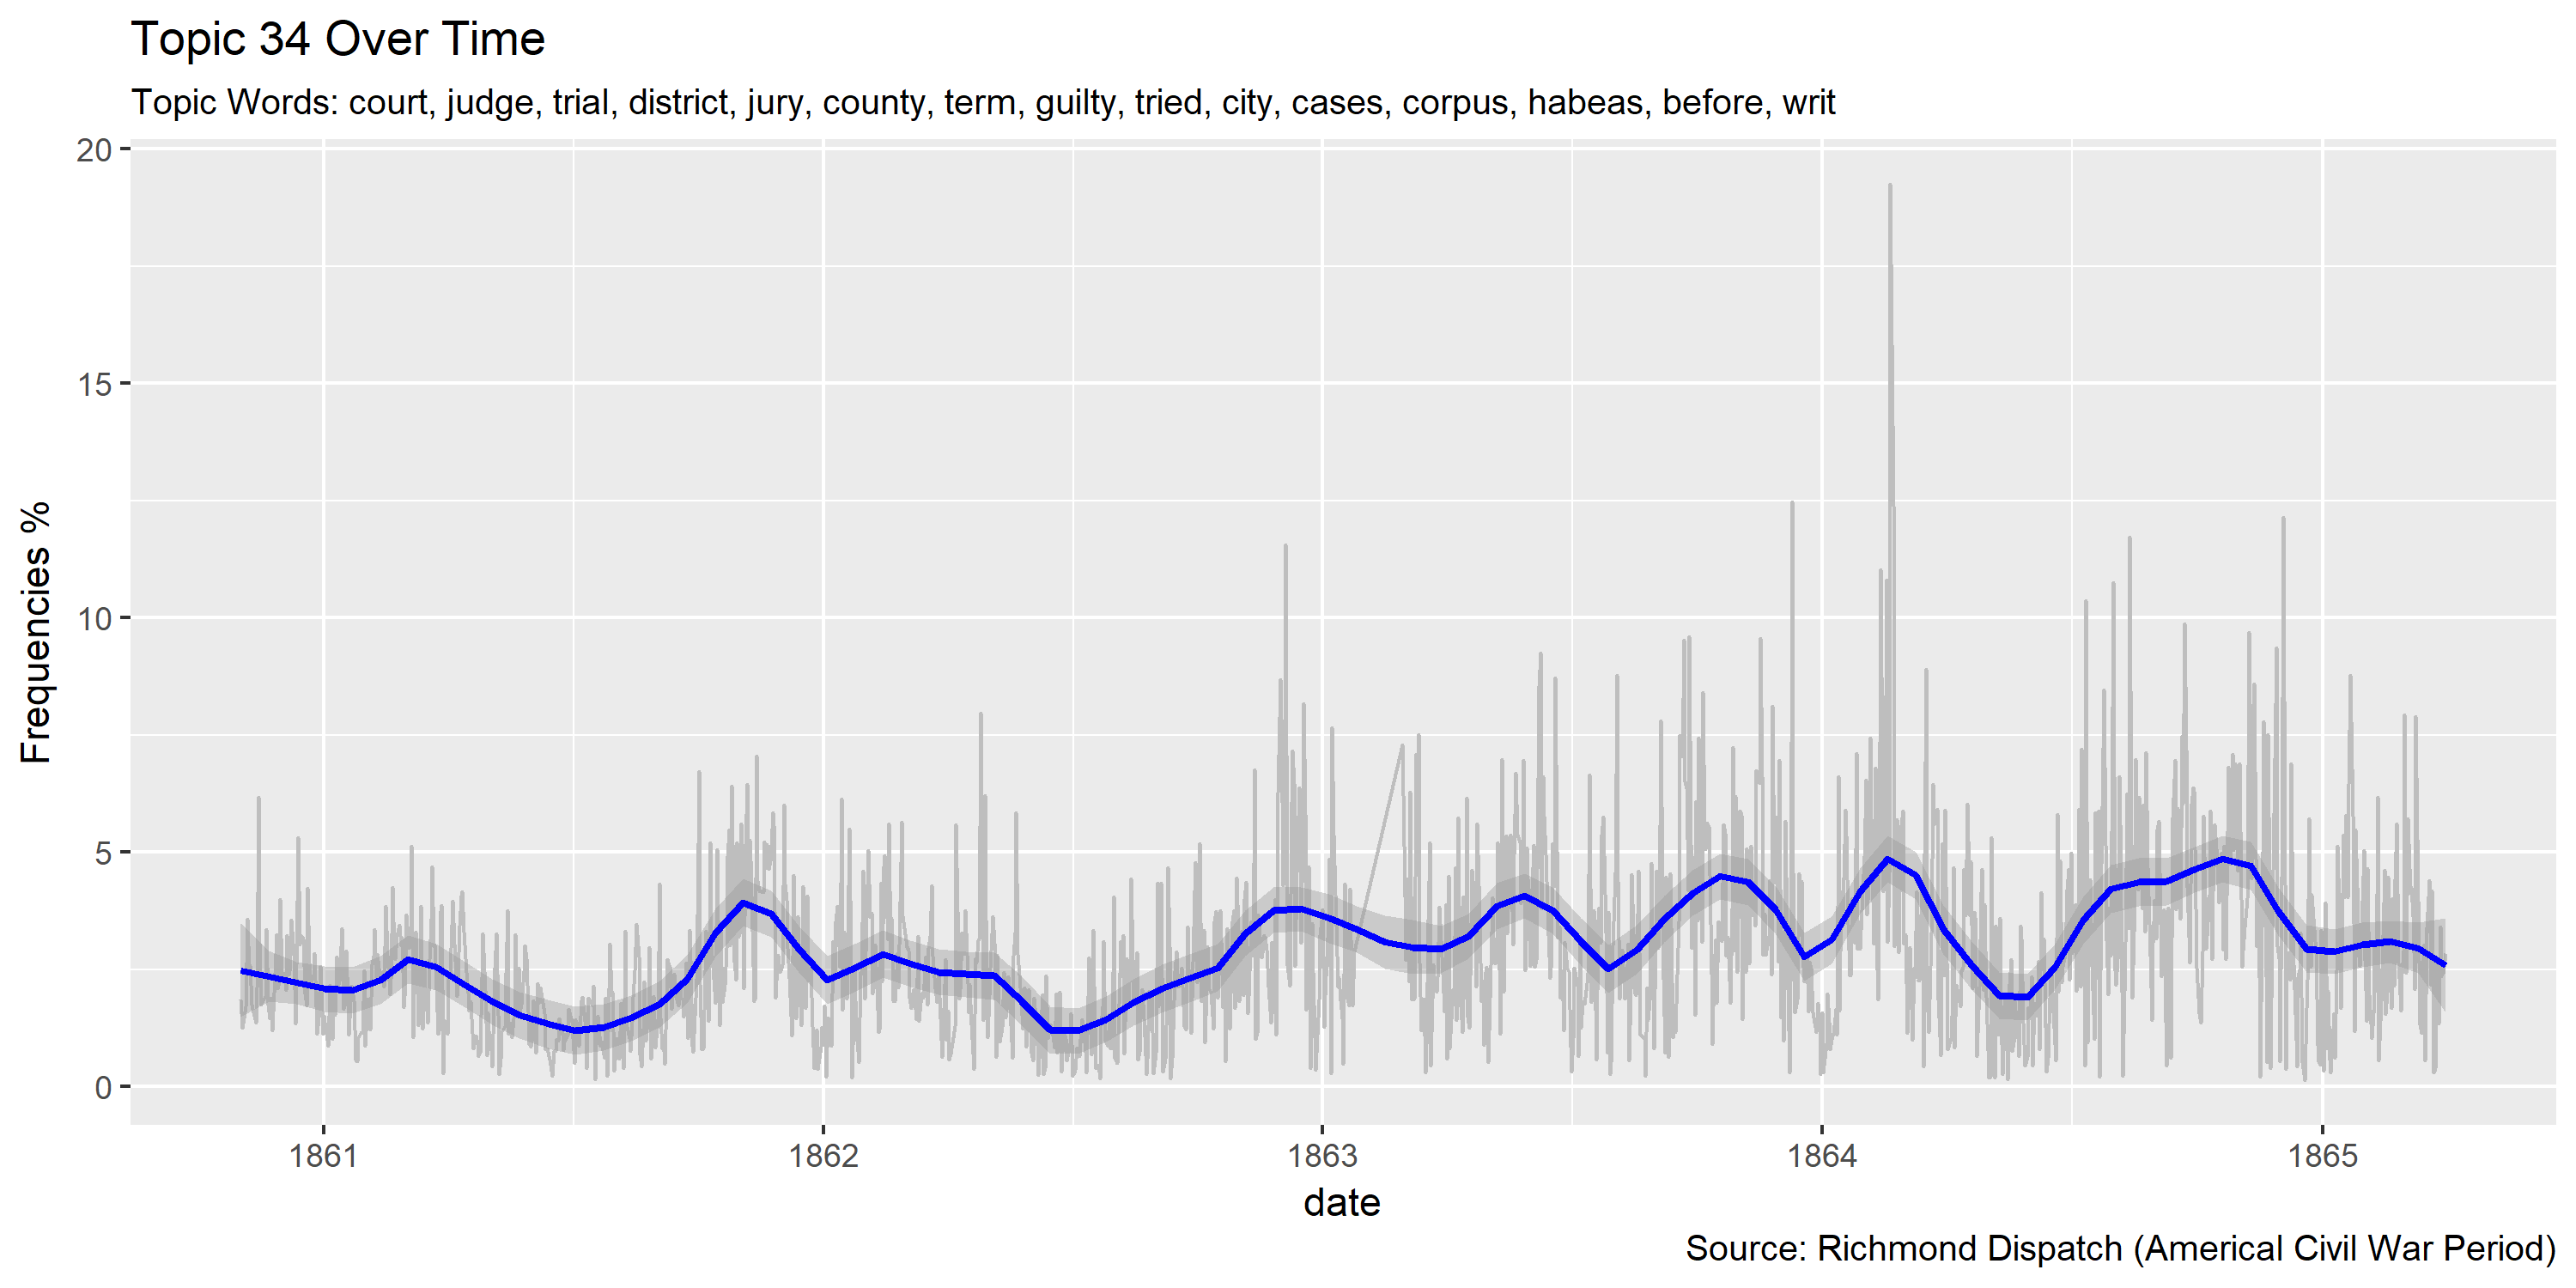 Topic 34 Over Time
Topic Words: court, judge, trial, district, jury, county, term, guilty, tried, city, cases, corpus, habeas, before, writ
20
15
10
5
0
Frequencies %
1861
1862
1863
1864
1865
date
Source: Richmond Dispatch (Americal Civil War Period)